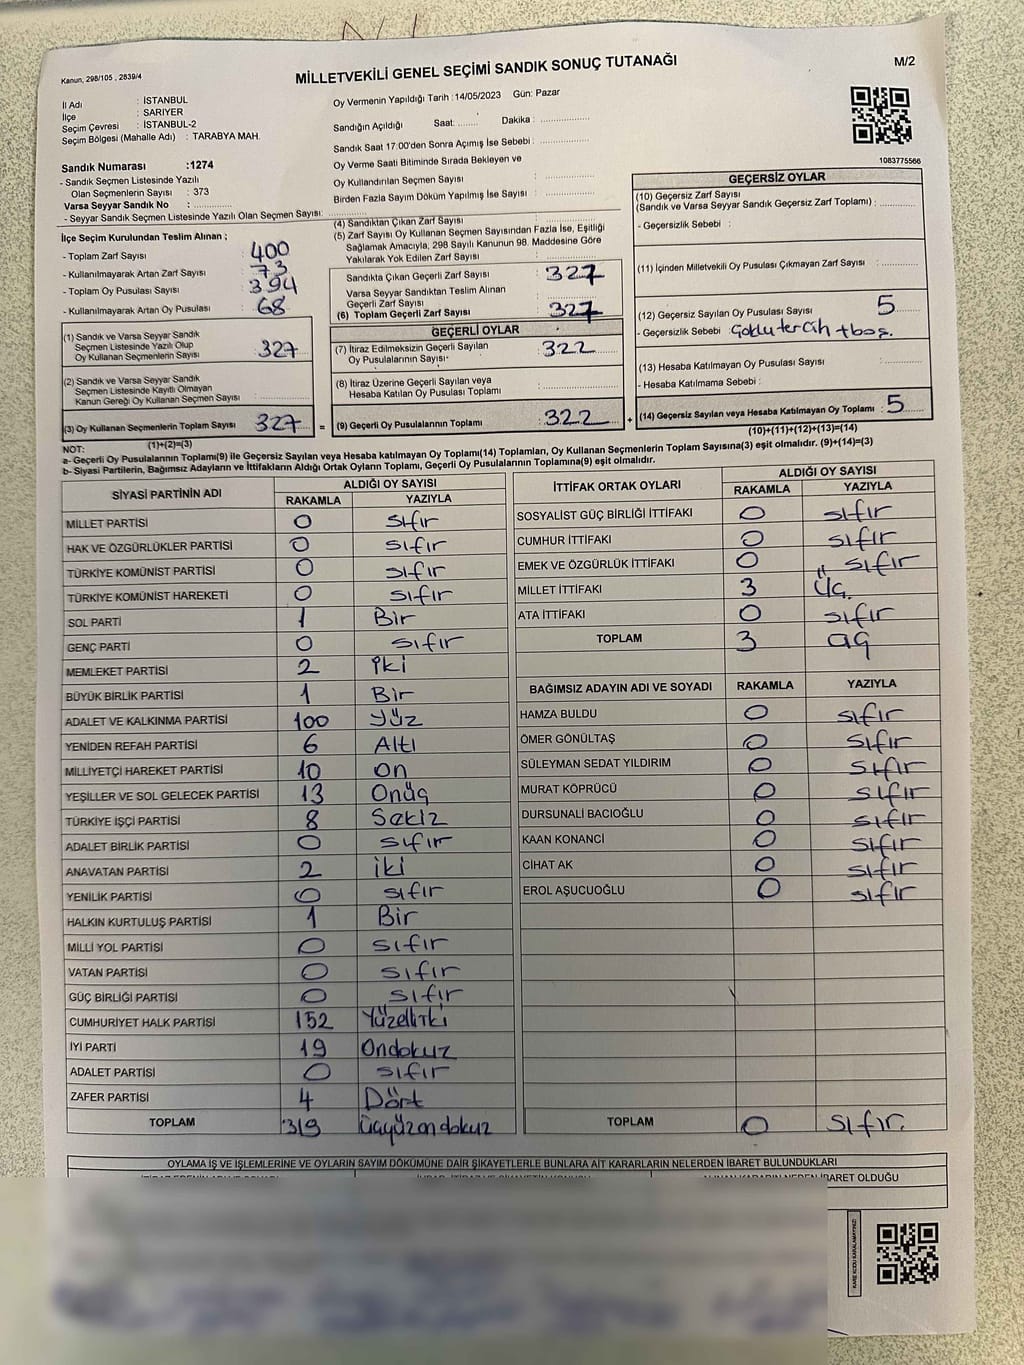 Kanun, 298/105 , 2839/4
MİLLETVEKİLİ GENEL SEÇİMİ SANDIK SONUÇ TUTANAĞI
M/2
İl Adı : İSTANBUL
İlçe : SARIYER
Seçim Çevresi : İSTANBUL-2
Seçim Bölgesi (Mahalle Adı) : TARABYA MAH.
Sandık Numarası :1274
- Sandık Seçmen Listesinde Yazılı
Olan Seçmenlerin Sayısı : 373
Varsa Seyyar Sandık No :
- Seyyar Sandık Seçmen Listesinde Yazılı Olan Seçmen Sayısı:
Oy Vermenin Yapıldığı Tarih :14/05/2023 Gün: Pazar
Sandığın Açıldığı Saat:........ Dakika : ..................
Sandık Saat 17:00'den Sonra Açımış İse Sebebi :
Oy Verme Saati Bitiminde Sırada Bekleyen ve
Oy Kullandırılan Seçmen Sayısı
Birden Fazla Sayım Döküm Yapılmış İse Sayısı
1083775566
İlçe Seçim Kurulundan Teslim Alınan ;
- Toplam Zarf Sayısı : 400
- Kullanılmayarak Artan Zarf Sayısı : 73
- Toplam Oy Pusulası Sayısı : 394
- Kullanılmayarak Artan Oy Pusulası : 68
(1) Sandık ve Varsa Seyyar Sandık
Seçmen Listesinde Yazılı Olup
Oy Kullanan Seçmenlerin Sayısı : 327
(2) Sandık ve Varsa Seyyar Sandık
Seçmen Listesinde Kayıtlı Olmayan
Kanun Gereği Oy Kullanan Seçmen Sayısı :
(3) Oy Kullanan Seçmenlerin Toplam Sayısı : 327 =
(1)+(2)=(3)
(4) Sandıktan Çıkan Zarf Sayısı :
(5) Zarf Sayısı Oy Kullanan Seçmen Sayısından Fazla İse, Eşitliği
Sağlamak Amacıyla, 298 Sayılı Kanunun 98. Maddesine Göre
Yakılarak Yok Edilen Zarf Sayısı :
Sandıkta Çıkan Geçerli Zarf Sayısı : 327
Varsa Seyyar Sandıktan Teslim Alınan
Geçerli Zarf Sayısı :
(6) Toplam Geçerli Zarf Sayısı : 327
GEÇERLİ OYLAR
(7) İtiraz Edilmeksizin Geçerli Sayılan
Oy Pusulalarının Sayısı : 322
(8) İtiraz Üzerine Geçerli Sayılan veya
Hesaba Katılan Oy Pusulası Toplamı :
(9) Geçerli Oy Pusulalarının Toplamı : 322 +
GEÇERSİZ OYLAR
(10) Geçersiz Zarf Sayısı
(Sandık ve Varsa Seyyar Sandık Geçersiz Zarf Toplamı) :
- Geçersizlik Sebebi :
(11) İçinden Milletvekili Oy Pusulası Çıkmayan Zarf Sayısı :
(12) Geçersiz Sayılan Oy Pusulası Sayısı : 5
- Geçersizlik Sebebi :
(13) Hesaba Katılmayan Oy Pusulası Sayısı :
- Hesaba Katılmama Sebebi :
(14) Geçersiz Sayılan veya Hesaba Katılmayan Oy Toplamı : 5
(10)+(11)+(12)+(13)=(14)
NOT:
a- Geçerli Oy Pusulalarının Toplamı(9) ile Geçersiz Sayılan veya Hesaba katılmayan Oy Toplamı(14) Toplamları, Oy Kullanan Seçmenlerin Toplam Sayısına(3) eşit olmalıdır. (9)+(14)=(3)
b- Siyasi Partilerin, Bağımsız Adayların ve İttifakların Aldığı Ortak Oyların Toplamı, Geçerli Oy Pusulalarının Toplamına(9) eşit olmalıdır.
SİYASİ PARTİNİN ADI ALDIĞI OY SAYISI
RAKAMLA YAZIYLA
MİLLET PARTİSİ 0 sıfır
HAK VE ÖZGÜRLÜKLER PARTİSİ 0 sıfır
TÜRKİYE KOMÜNİST PARTİSİ 0 sıfır
TÜRKİYE KOMÜNİST HAREKETİ 0 sıfır
SOL PARTİ 1 Bir
GENÇ PARTİ 0 sıfır
MEMLEKET PARTİSİ 2 iki
BÜYÜK BİRLİK PARTİSİ 1 Bir
ADALET VE KALKINMA PARTİSİ 100 yüz
YENİDEN REFAH PARTİSİ 6 Altı
MİLLİYETÇİ HAREKET PARTİSİ 10 on
YEŞİLLER VE SOL GELECEK PARTİSİ 13 Onüç
TÜRKİYE İŞÇİ PARTİSİ 8 Sekiz
ADALET BİRLİK PARTİSİ 0 sıfır
ANAVATAN PARTİSİ 2 iki
YENİLİK PARTİSİ 0 sıfır
HALKIN KURTULUŞ PARTİSİ 1 Bir
MİLLİ YOL PARTİSİ 0 sıfır
VATAN PARTİSİ 0 sıfır
GÜÇ BİRLİĞİ PARTİSİ 0 sıfır
CUMHURİYET HALK PARTİSİ 152 Yüzelliiki
İYİ PARTİ 19 Ondokuz
ADALET PARTİSİ 0 sıfır
ZAFER PARTİSİ 4 Dört
TOPLAM 319 üçyüzondokuz
İTTİFAK ORTAK OYLARI ALDIĞI OY SAYISI
RAKAMLA YAZIYLA
SOSYALİST GÜÇ BİRLİĞİ İTTİFAKI 0 sıfır
CUMHUR İTTİFAKI 0 sıfır
EMEK VE ÖZGÜRLÜK İTTİFAKI 0 sıfır
MİLLET İTTİFAKI 3 Üç.
ATA İTTİFAKI 0 sıfır
TOPLAM 3 üç
BAĞIMSIZ ADAYIN ADI VE SOYADI RAKAMLA YAZIYLA
HAMZA BULDU 0 sıfır
ÖMER GÖNÜLTAŞ 0 sıfır
SÜLEYMAN SEDAT YILDIRIM 0 sıfır
MURAT KÖPRÜCÜ 0 sıfır
DURSUNALİ BACIOĞLU 0 sıfır
KAAN KONANCİ 0 sıfır
CİHAT AK 0 sıfır
EROL AŞUCUOĞLU 0 sıfır
TOPLAM 0 sıfır.
OYLAMA İŞ VE İŞLEMLERİNE VE OYLARIN SAYIM DÖKÜMÜNE DAİR ŞİKAYETLERLE BUNLARA AİT KARARLARIN NELERDEN İBARET BULUNDUKLARI
ALINAN KARARIN NEDEN İBARET OLDUĞU